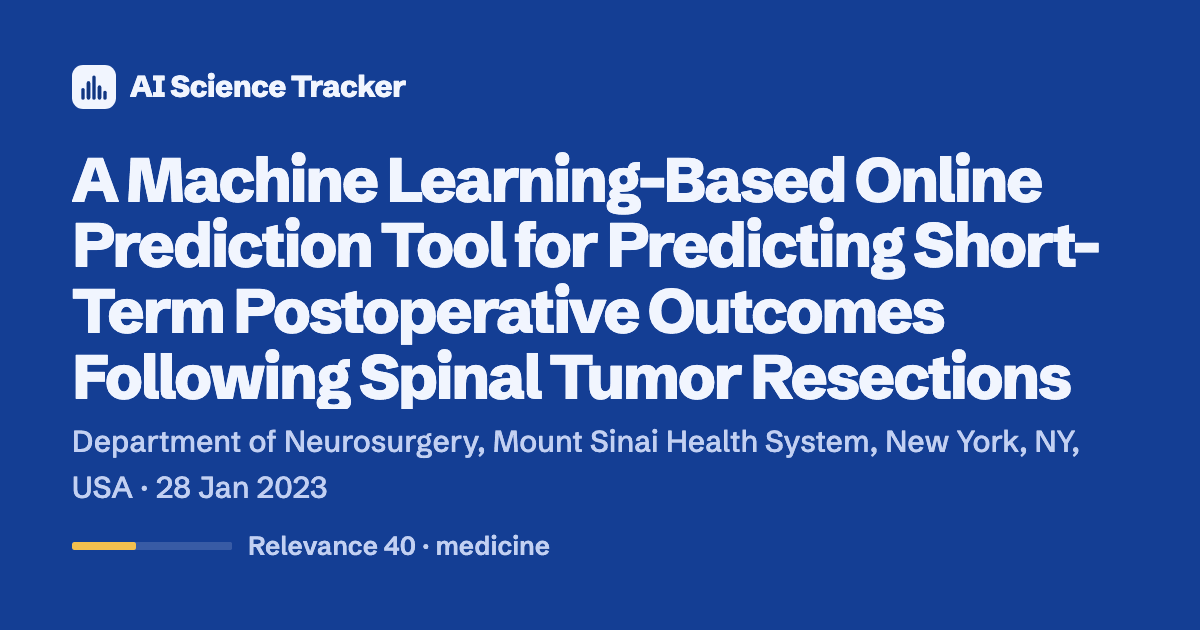 AI Science Tracker
A Machine Learning-Based Online
Prediction Tool for Predicting Short-
Term Postoperative Outcomes
Following Spinal Tumor Resections
Department of Neurosurgery, Mount Sinai Health System, New York, NY,
USA · 28 Jan 2023
Relevance 40 · medicine